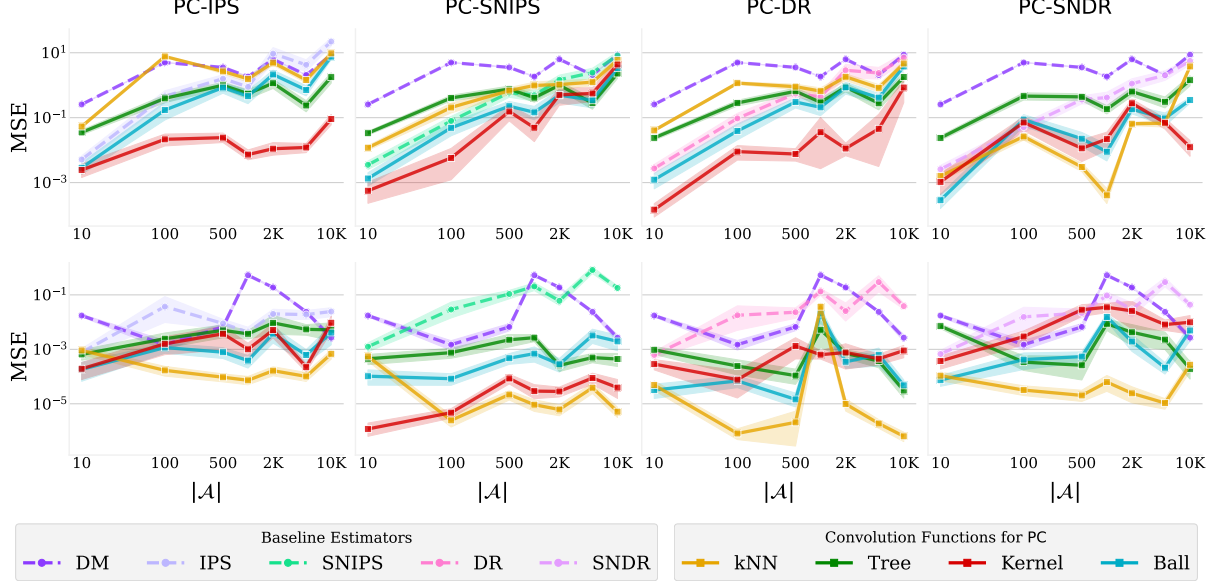 PC-IPS PC-SNIPS PC-DR PC-SNDR
MSE
10¹
10⁻¹
10⁻³
10 100 500 2K 10K 10 100 500 2K 10K 10 100 500 2K 10K 10 100 500 2K 10K
MSE
10⁻¹
10⁻³
10⁻⁵
10 100 500 2K 10K 10 100 500 2K 10K 10 100 500 2K 10K 10 100 500 2K 10K
|𝒜| |𝒜| |𝒜| |𝒜|
Baseline Estimators
DM IPS SNIPS DR SNDR
Convolution Functions for PC
kNN Tree Kernel Ball